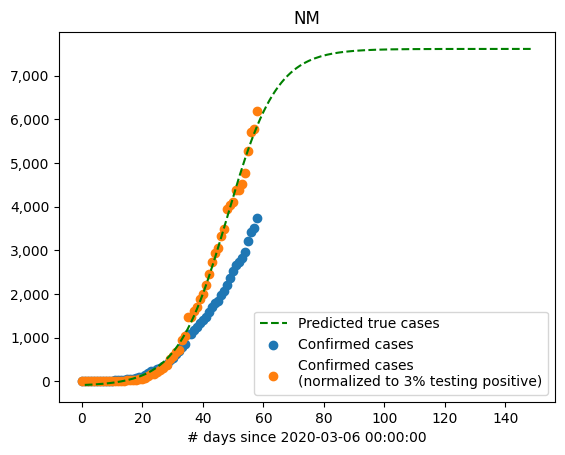 NM
7,000
6,000
5,000
4,000
3,000
2,000
1,000
0
Predicted true cases
Confirmed cases
Confirmed cases
(normalized to 3% testing positive)
0 20 40 60 80 100 120 140
# days since 2020-03-06 00:00:00